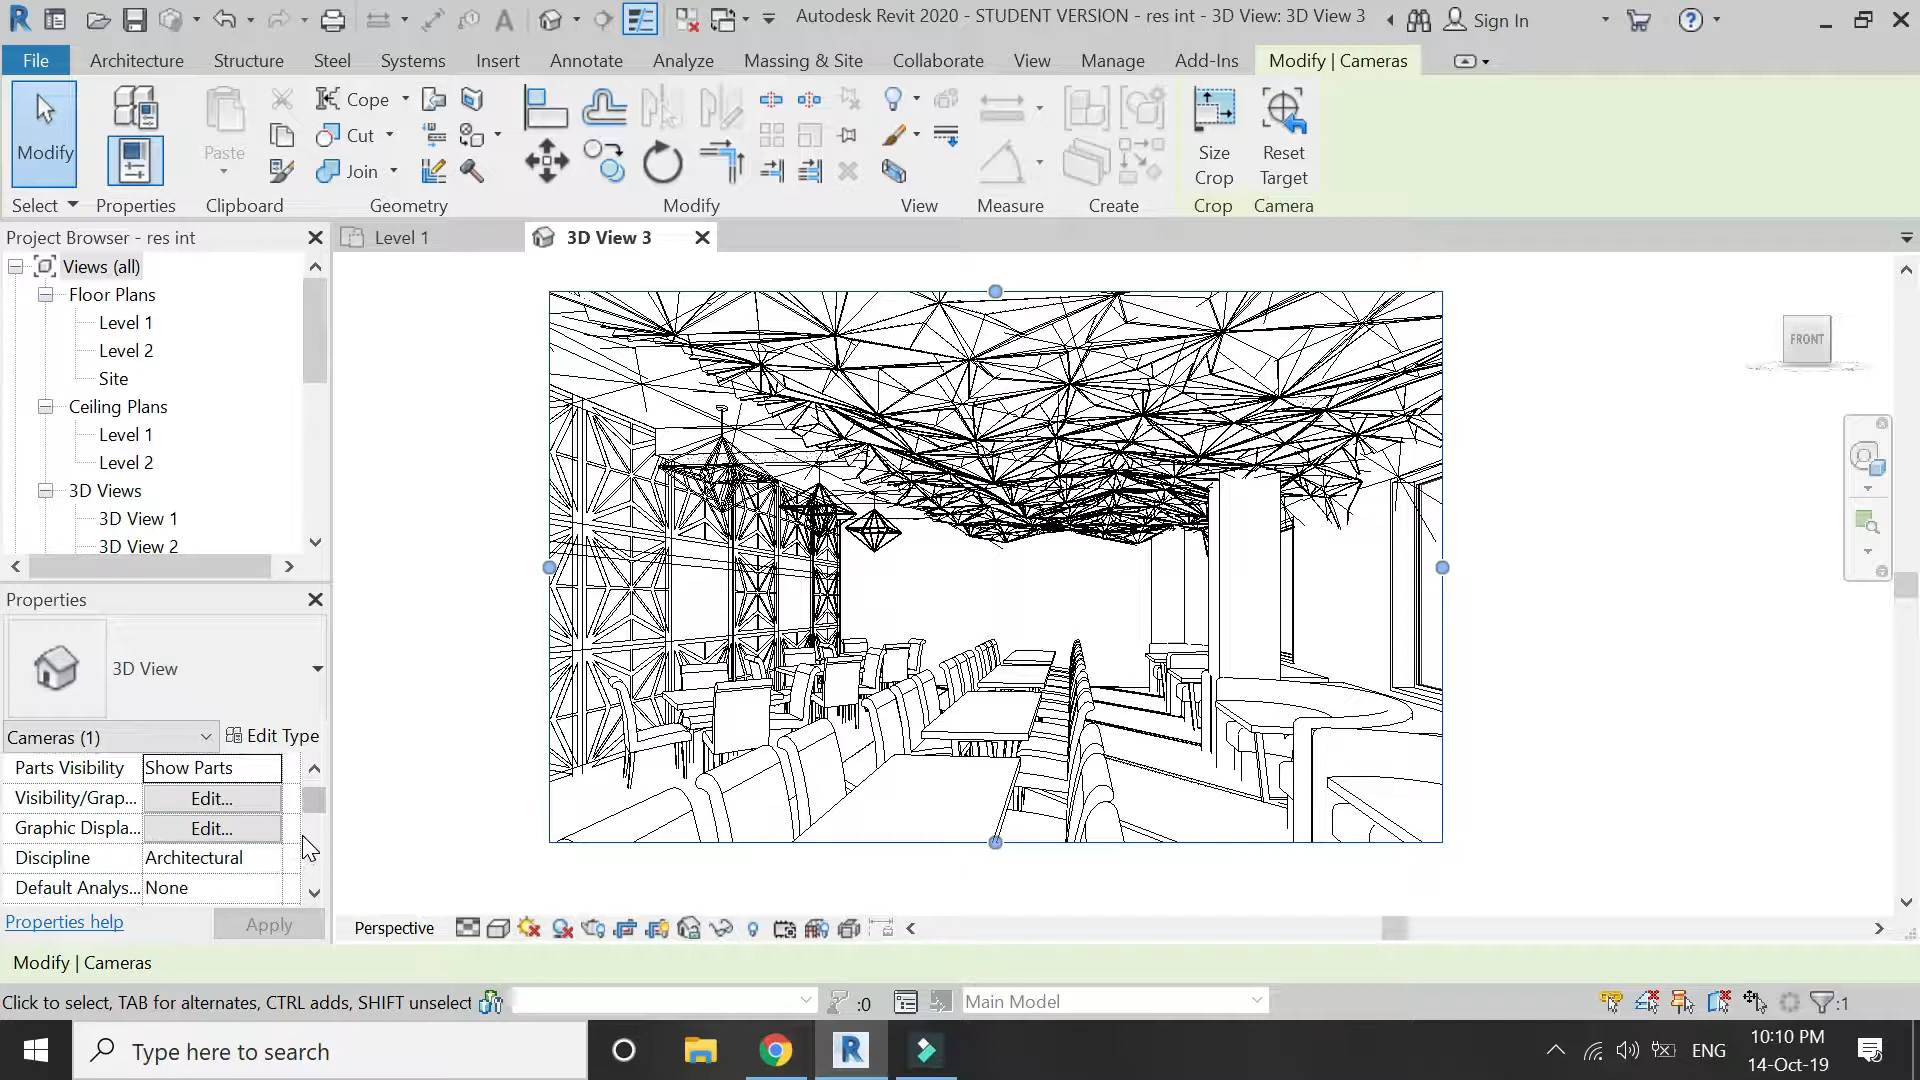 Autodesk Revit 2020 - STUDENT VERSION - res int - 3D View: 3D View 3
Sign In
File Architecture Structure Steel Systems Insert Annotate Analyze Massing & Site Collaborate View Manage Add-Ins Modify | Cameras
Modify
Paste
Cope
Cut
Join
Size
Crop
Reset
Target
Select Properties Clipboard Geometry Modify View Measure Create Crop Camera
Project Browser - res int
Level 1
3D View 3
Views (all)
Floor Plans
Level 1
Level 2
Site
Ceiling Plans
Level 1
Level 2
3D Views
3D View 1
3D View 2
FRONT
Properties
3D View
Cameras (1)
Edit Type
Parts Visibility Show Parts
Visibility/Grap... Edit...
Graphic Displa... Edit...
Discipline Architectural
Default Analys... None
Properties help
Apply
Perspective
Modify | Cameras
Click to select, TAB for alternates, CTRL adds, SHIFT unselect
:0
Main Model
:1
Type here to search
R
ENG
10:10 PM
14-Oct-19